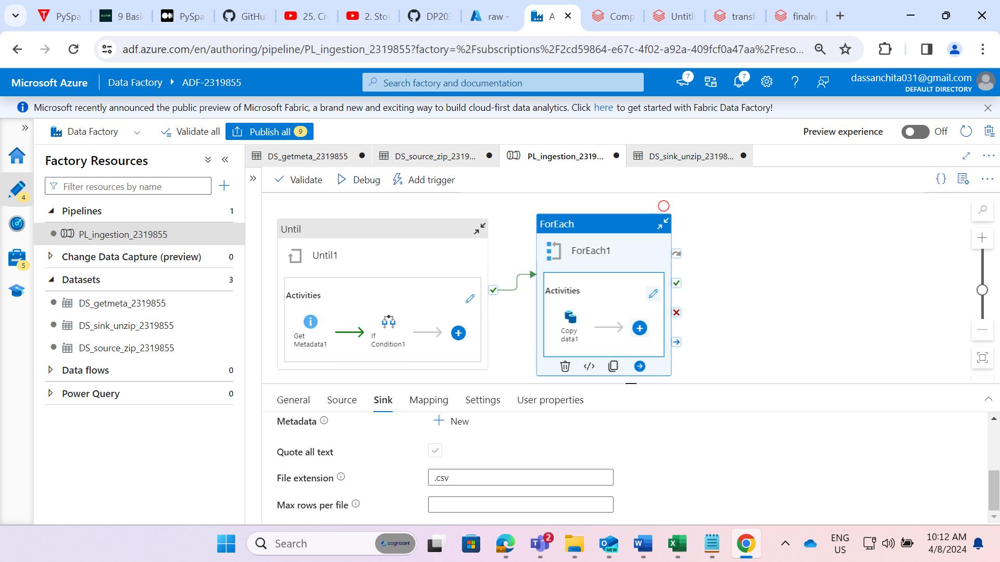 PySpa
9 Basi
PySpa
GitHu
25. Cr
2. Stor
DP203
raw -
A
Comp
Untitle
transfo
finalno
adf.azure.com/en/authoring/pipeline/PL_ingestion_2319855?factory=%2Fsubscriptions%2F2cd59864-e67c-4f02-a92a-409fcf0a47aa%2Freso...
Microsoft Azure
Data Factory
ADF-2319855
Search factory and documentation
7
7
dassanchita031@gmail.com
DEFAULT DIRECTORY
Microsoft recently announced the public preview of Microsoft Fabric, a brand new and exciting way to build cloud-first data analytics. Click here to get started with Fabric Data Factory!
Data Factory
Validate all
Publish all 9
Preview experience
Off
Factory Resources
DS_getmeta_2319855
DS_source_zip_2319...
PL_ingestion_2319...
DS_sink_unzip_23198...
Filter resources by name
Validate
Debug
Add trigger
4
5
Pipelines 1
PL_ingestion_2319855
Change Data Capture (preview) 0
Datasets 3
DS_getmeta_2319855
DS_sink_unzip_2319855
DS_source_zip_2319855
Data flows 0
Power Query 0
Until
Until1
Activities
Get
Metadata1
If
Condition1
ForEach
ForEach1
Activities
Copy
data1
General
Source
Sink
Mapping
Settings
User properties
Metadata
New
Quote all text
File extension
.csv
Max rows per file
Search
cognizant
2
NEW
ENG
US
10:12 AM
4/8/2024